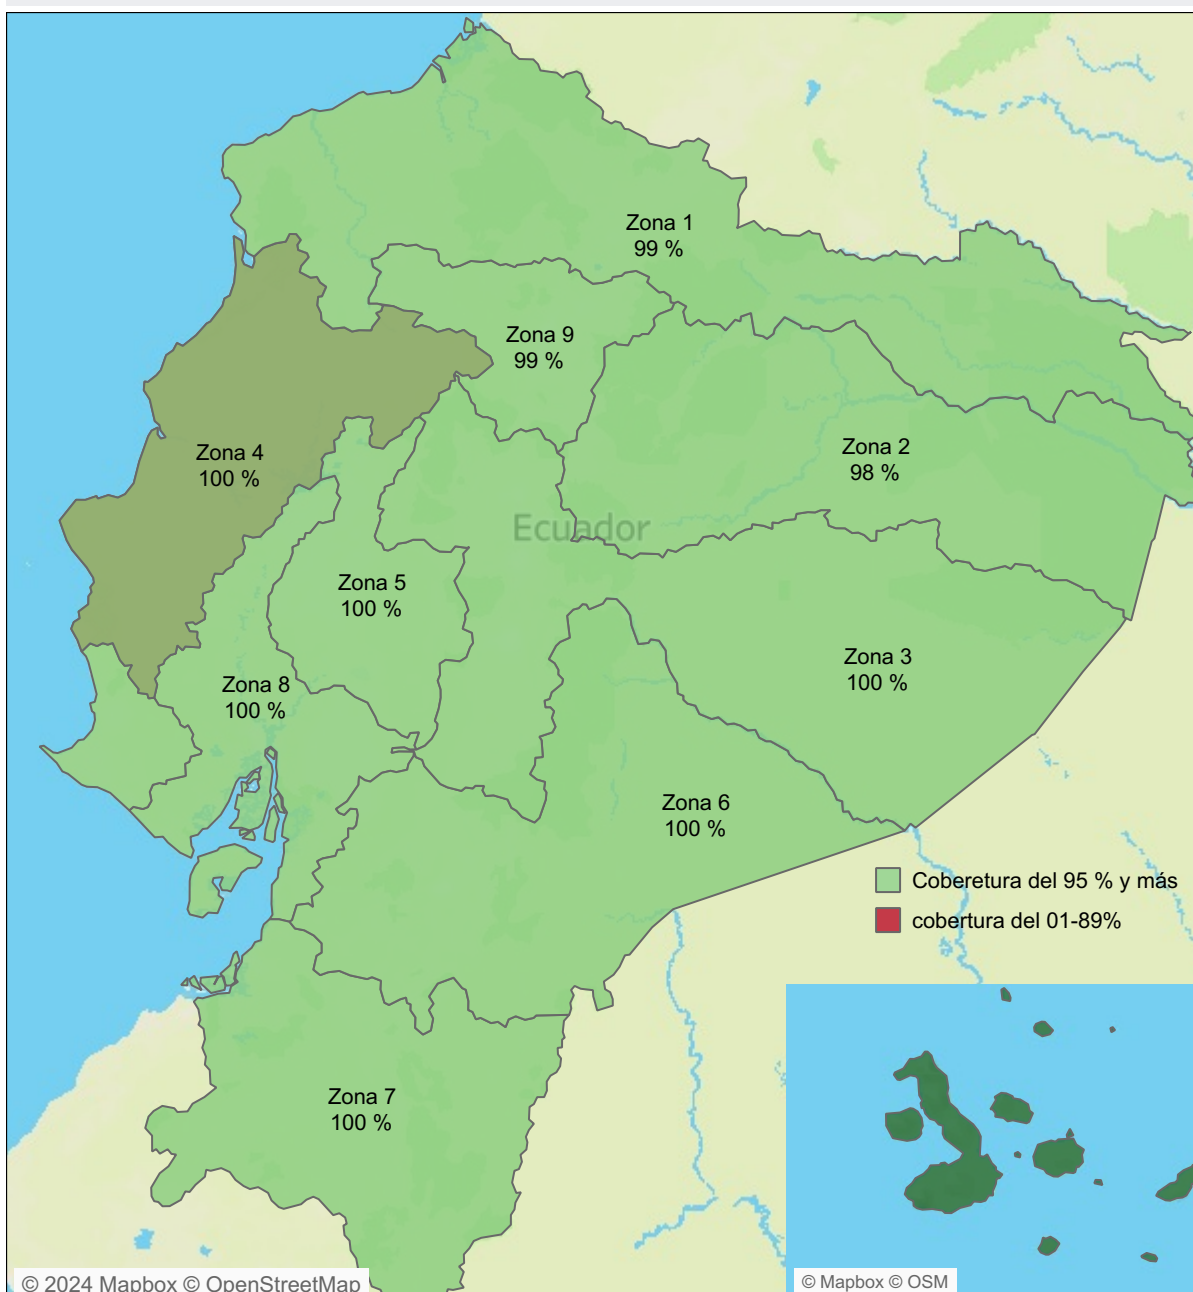 Zona 1
99 %
Zona 9
99 %
Zona 2
98 %
Zona 4
100 %
Ecuador
Zona 5
100 %
Zona 3
100 %
Zona 8
100 %
Zona 6
100 %
Coberetura del 95 % y más
cobertura del 01-89%
Zona 7
100 %
© 2024 Mapbox © OpenStreetMap
© Mapbox © OSM